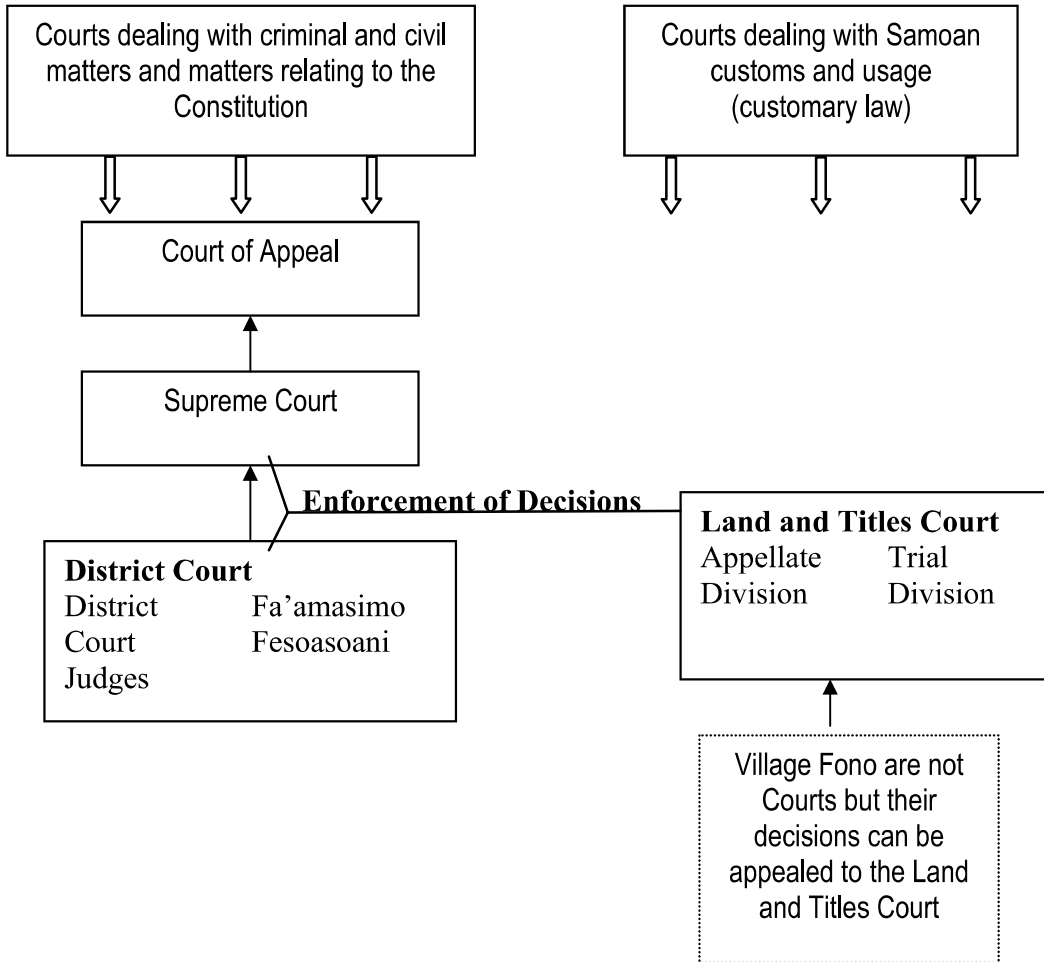 Courts dealing with criminal and civil
matters and matters relating to the
Constitution
Courts dealing with Samoan
customs and usage
(customary law)
Court of Appeal
Supreme Court
Enforcement of Decisions
District Court
District Fa’amasimo
Court Fesoasoani
Judges
Land and Titles Court
Appellate Trial
Division Division
Village Fono are not
Courts but their
decisions can be
appealed to the Land
and Titles Court